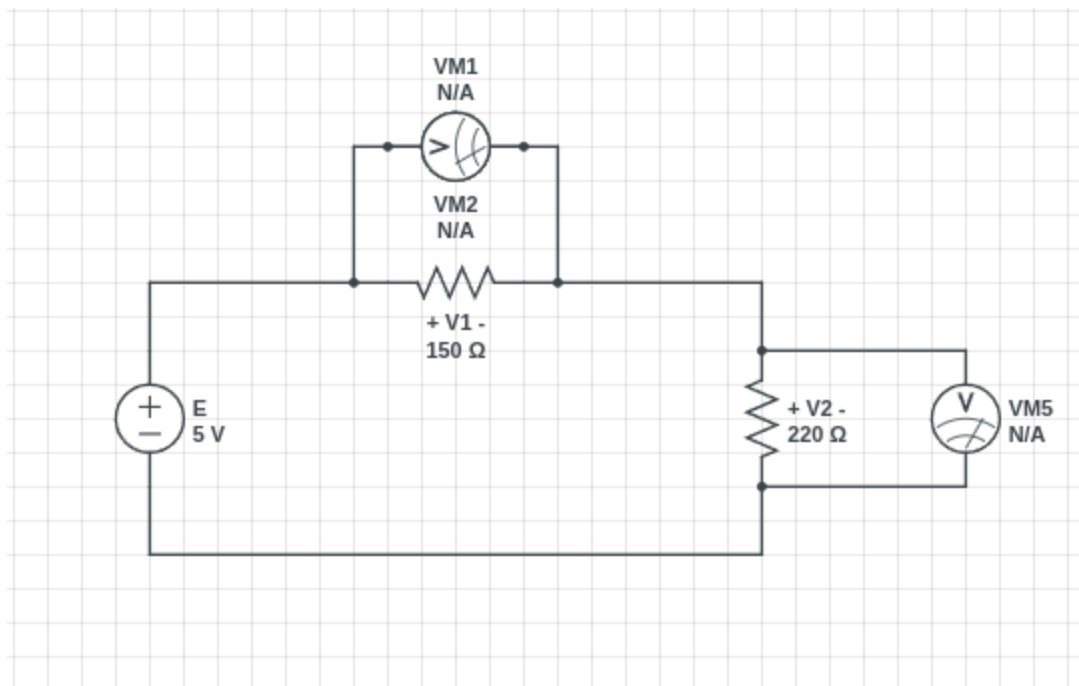 VM1
N/A
V
VM2
N/A
+ V1 -
150 Ω
+
−
E
5 V
+ V2 -
220 Ω
V
VM5
N/A